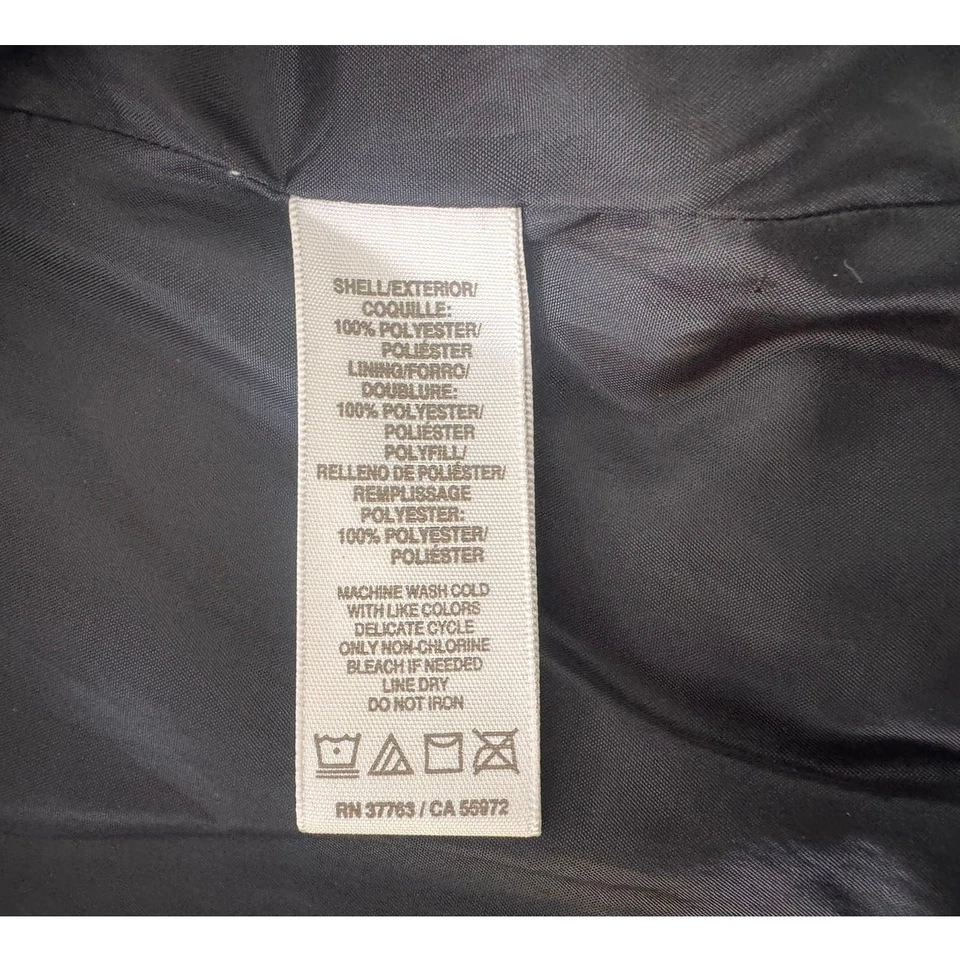 SHELL/EXTERIOR/
COQUILLE:
100% POLYESTER/
POLIÉSTER
LINING/FORRO/
DOUBLURE:
100% POLYESTER/
POLIÉSTER
POLYFILL/
RELLENO DE POLIÉSTER/
REMPLISSAGE
POLYESTER:
100% POLYESTER/
POLIÉSTER
MACHINE WASH COLD
WITH LIKE COLORS
DELICATE CYCLE
ONLY NON-CHLORINE
BLEACH IF NEEDED
LINE DRY
DO NOT IRON
RN 37763 / CA 55972